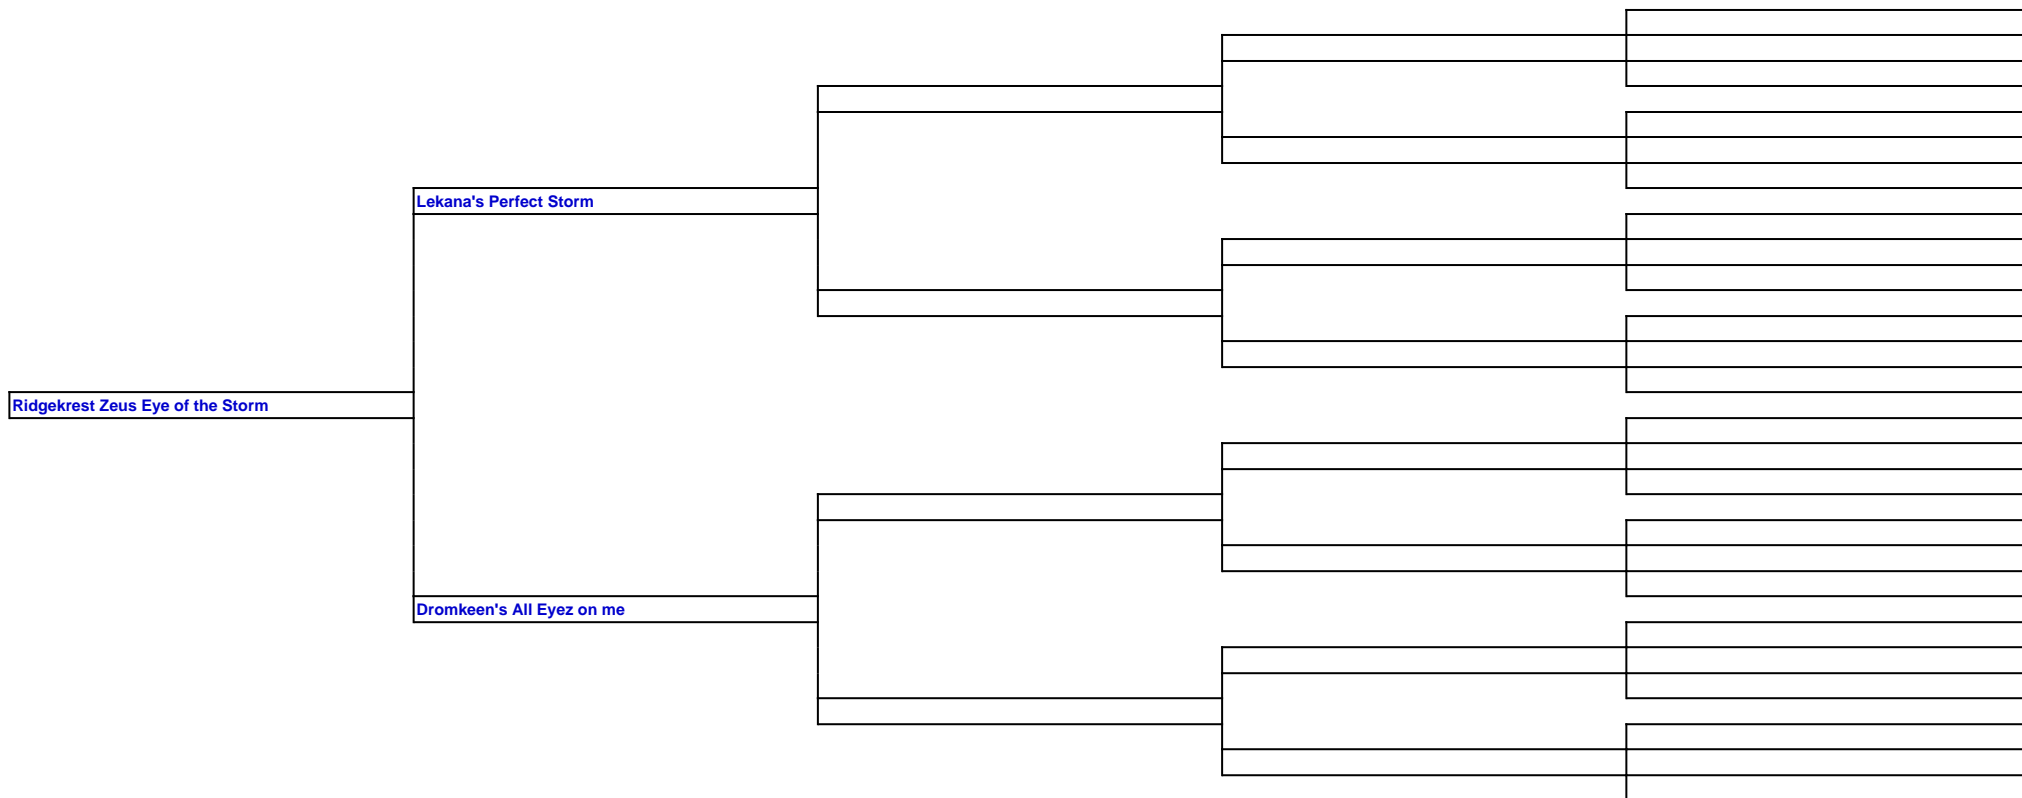 Lekana's Perfect Storm
Ridgekrest Zeus Eye of the Storm
Dromkeen's All Eyez on me